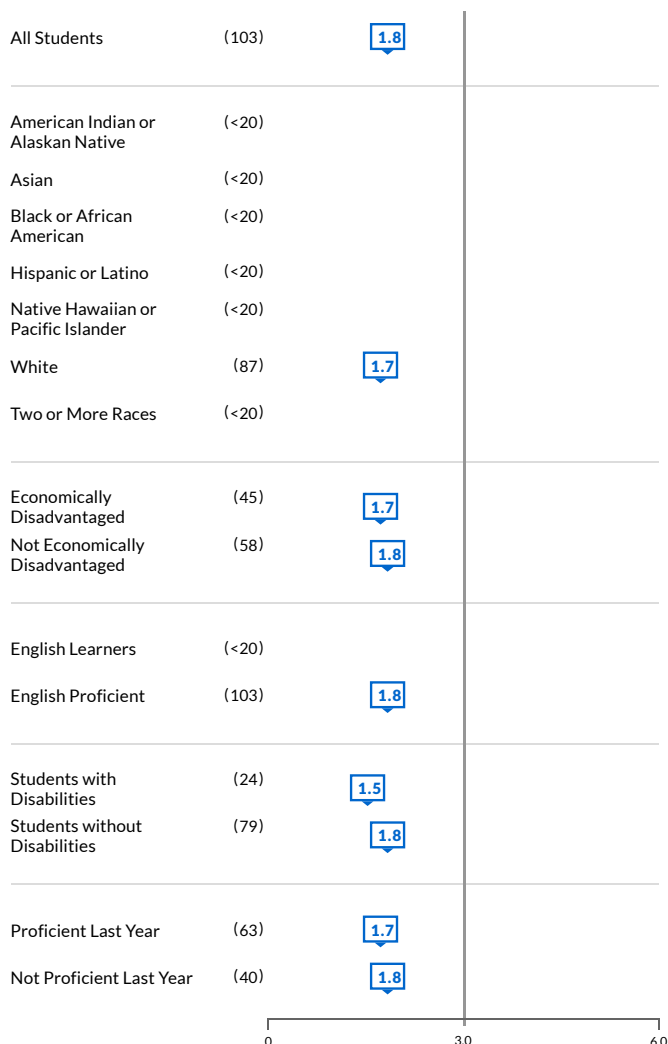 All Students (103) 1.8
American Indian or (<20)
Alaskan Native
Asian (<20)
Black or African (<20)
American
Hispanic or Latino (<20)
Native Hawaiian or (<20)
Pacific Islander
White (87) 1.7
Two or More Races (<20)
Economically (45) 1.7
Disadvantaged
Not Economically (58) 1.8
Disadvantaged
English Learners (<20)
English Proficient (103) 1.8
Students with (24) 1.5
Disabilities
Students without (79) 1.8
Disabilities
Proficient Last Year (63) 1.7
Not Proficient Last Year (40) 1.8
0 3.0 6.0